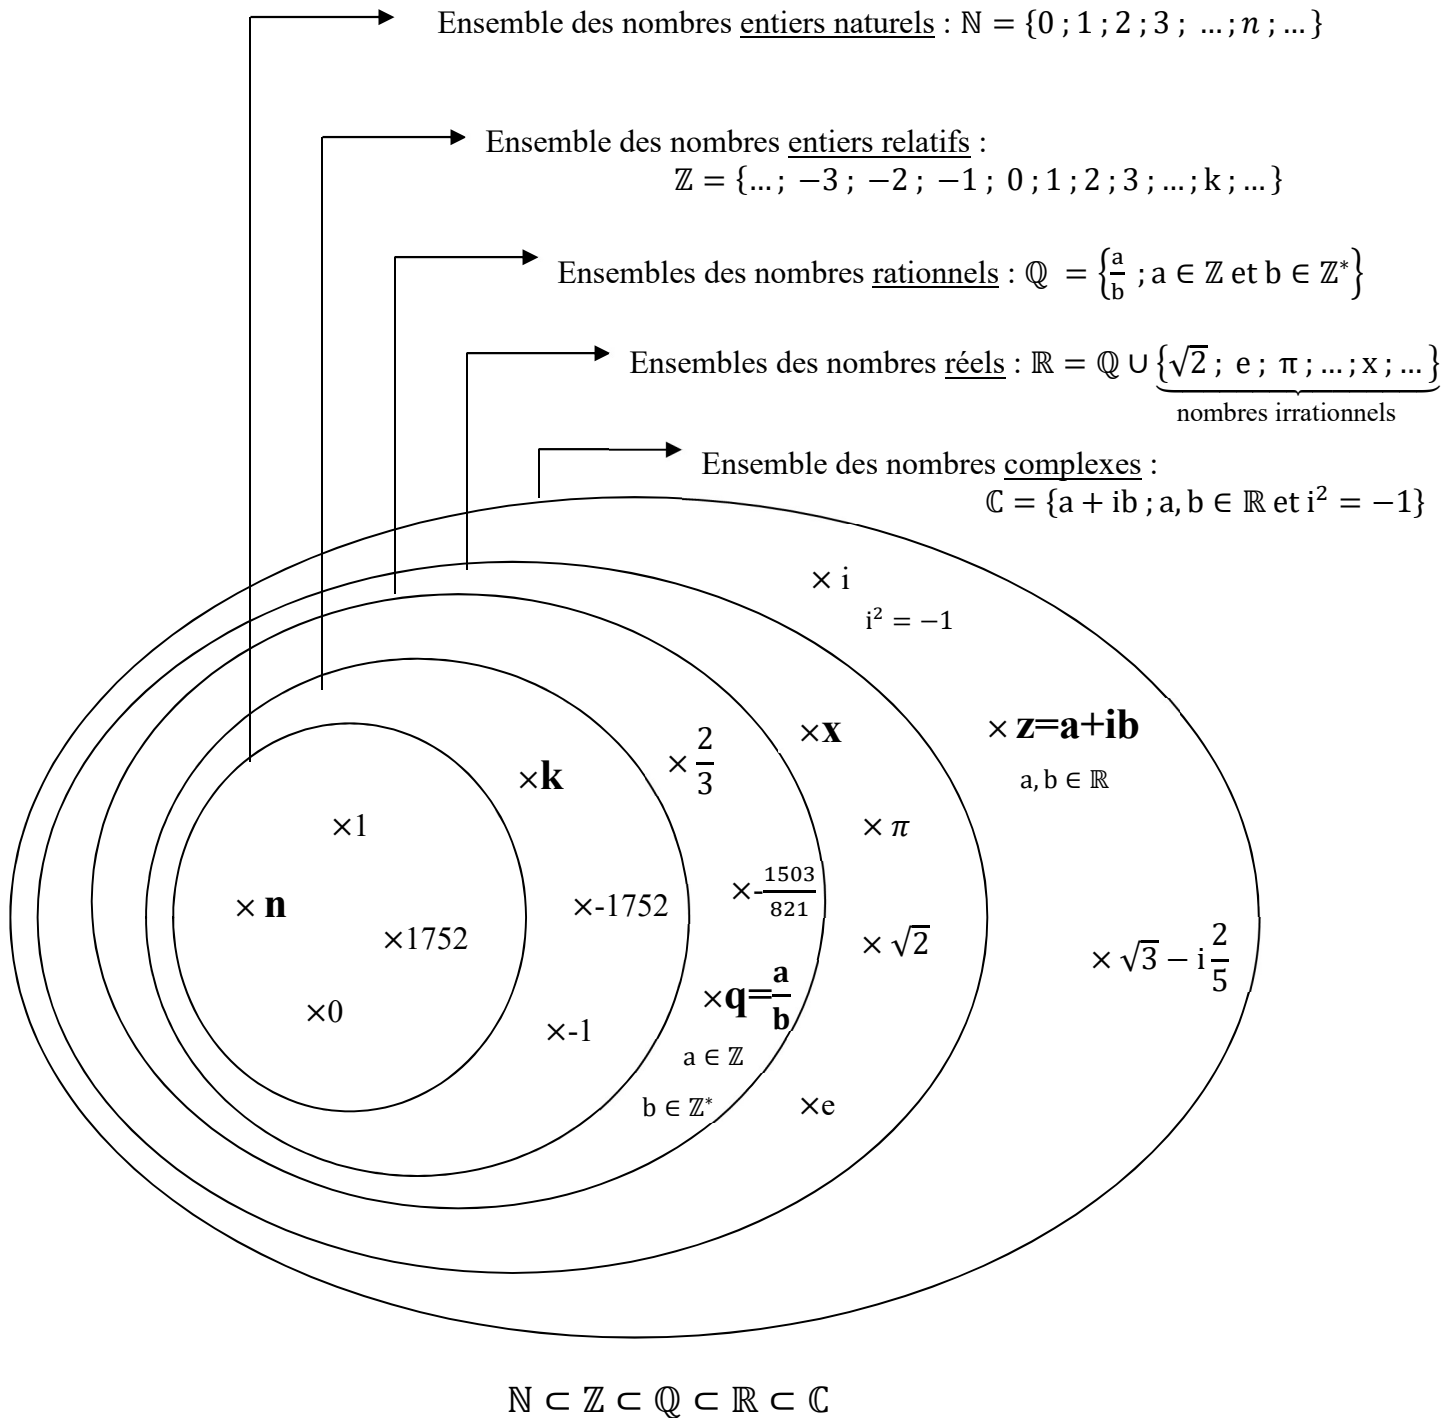 Ensemble des nombres entiers naturels : ℕ = {0 ; 1 ; 2 ; 3 ; … ; n ; … }
Ensemble des nombres entiers relatifs :
ℤ = {… ; −3 ; −2 ; −1 ; 0 ; 1 ; 2 ; 3 ; … ; k ; … }
Ensembles des nombres rationnels : ℚ = {a/b ; a ∈ ℤ et b ∈ ℤ*}
Ensembles des nombres réels : ℝ = ℚ ∪ {√2 ; e ; π ; … ; x ; … }
nombres irrationnels
Ensemble des nombres complexes :
ℂ = {a + ib ; a, b ∈ ℝ et i² = −1}
× i
i² = −1
×x
× z=a+ib
× 2/3
×k
a, b ∈ ℝ
×1
× π
×-1503/821
× n
×-1752
×1752
× √2
× √3 − i 2/5
×q=a/b
×0
×-1
a ∈ ℤ
b ∈ ℤ*
×e
ℕ ⊂ ℤ ⊂ ℚ ⊂ ℝ ⊂ ℂ